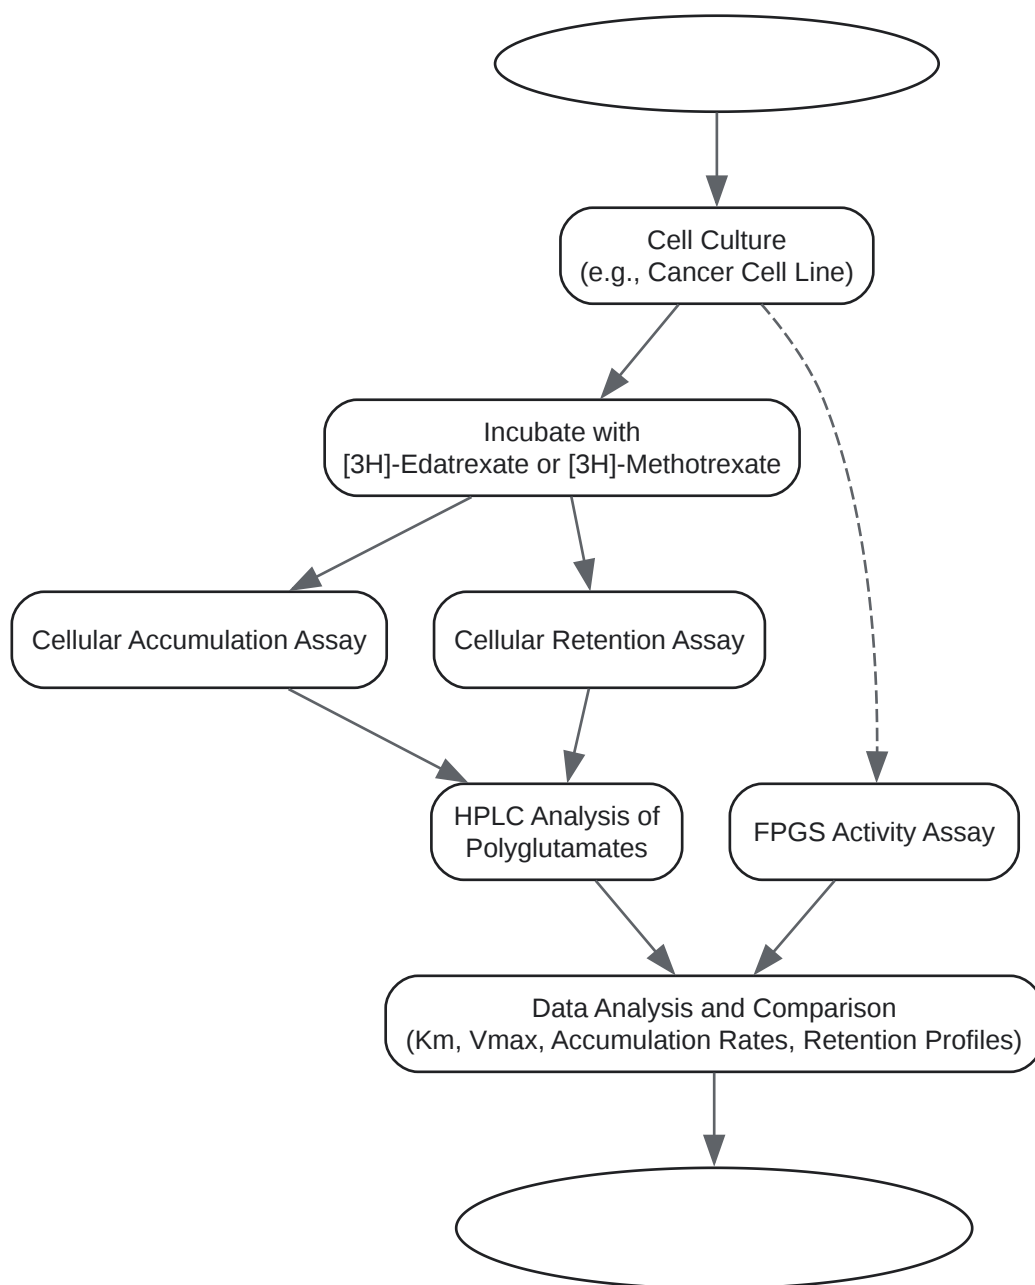 Cell Culture
(e.g., Cancer Cell Line)
Incubate with
[3H]-Edatrexate or [3H]-Methotrexate
Cellular Accumulation Assay
Cellular Retention Assay
HPLC Analysis of
Polyglutamates
FPGS Activity Assay
Data Analysis and Comparison
(Km, Vmax, Accumulation Rates, Retention Profiles)